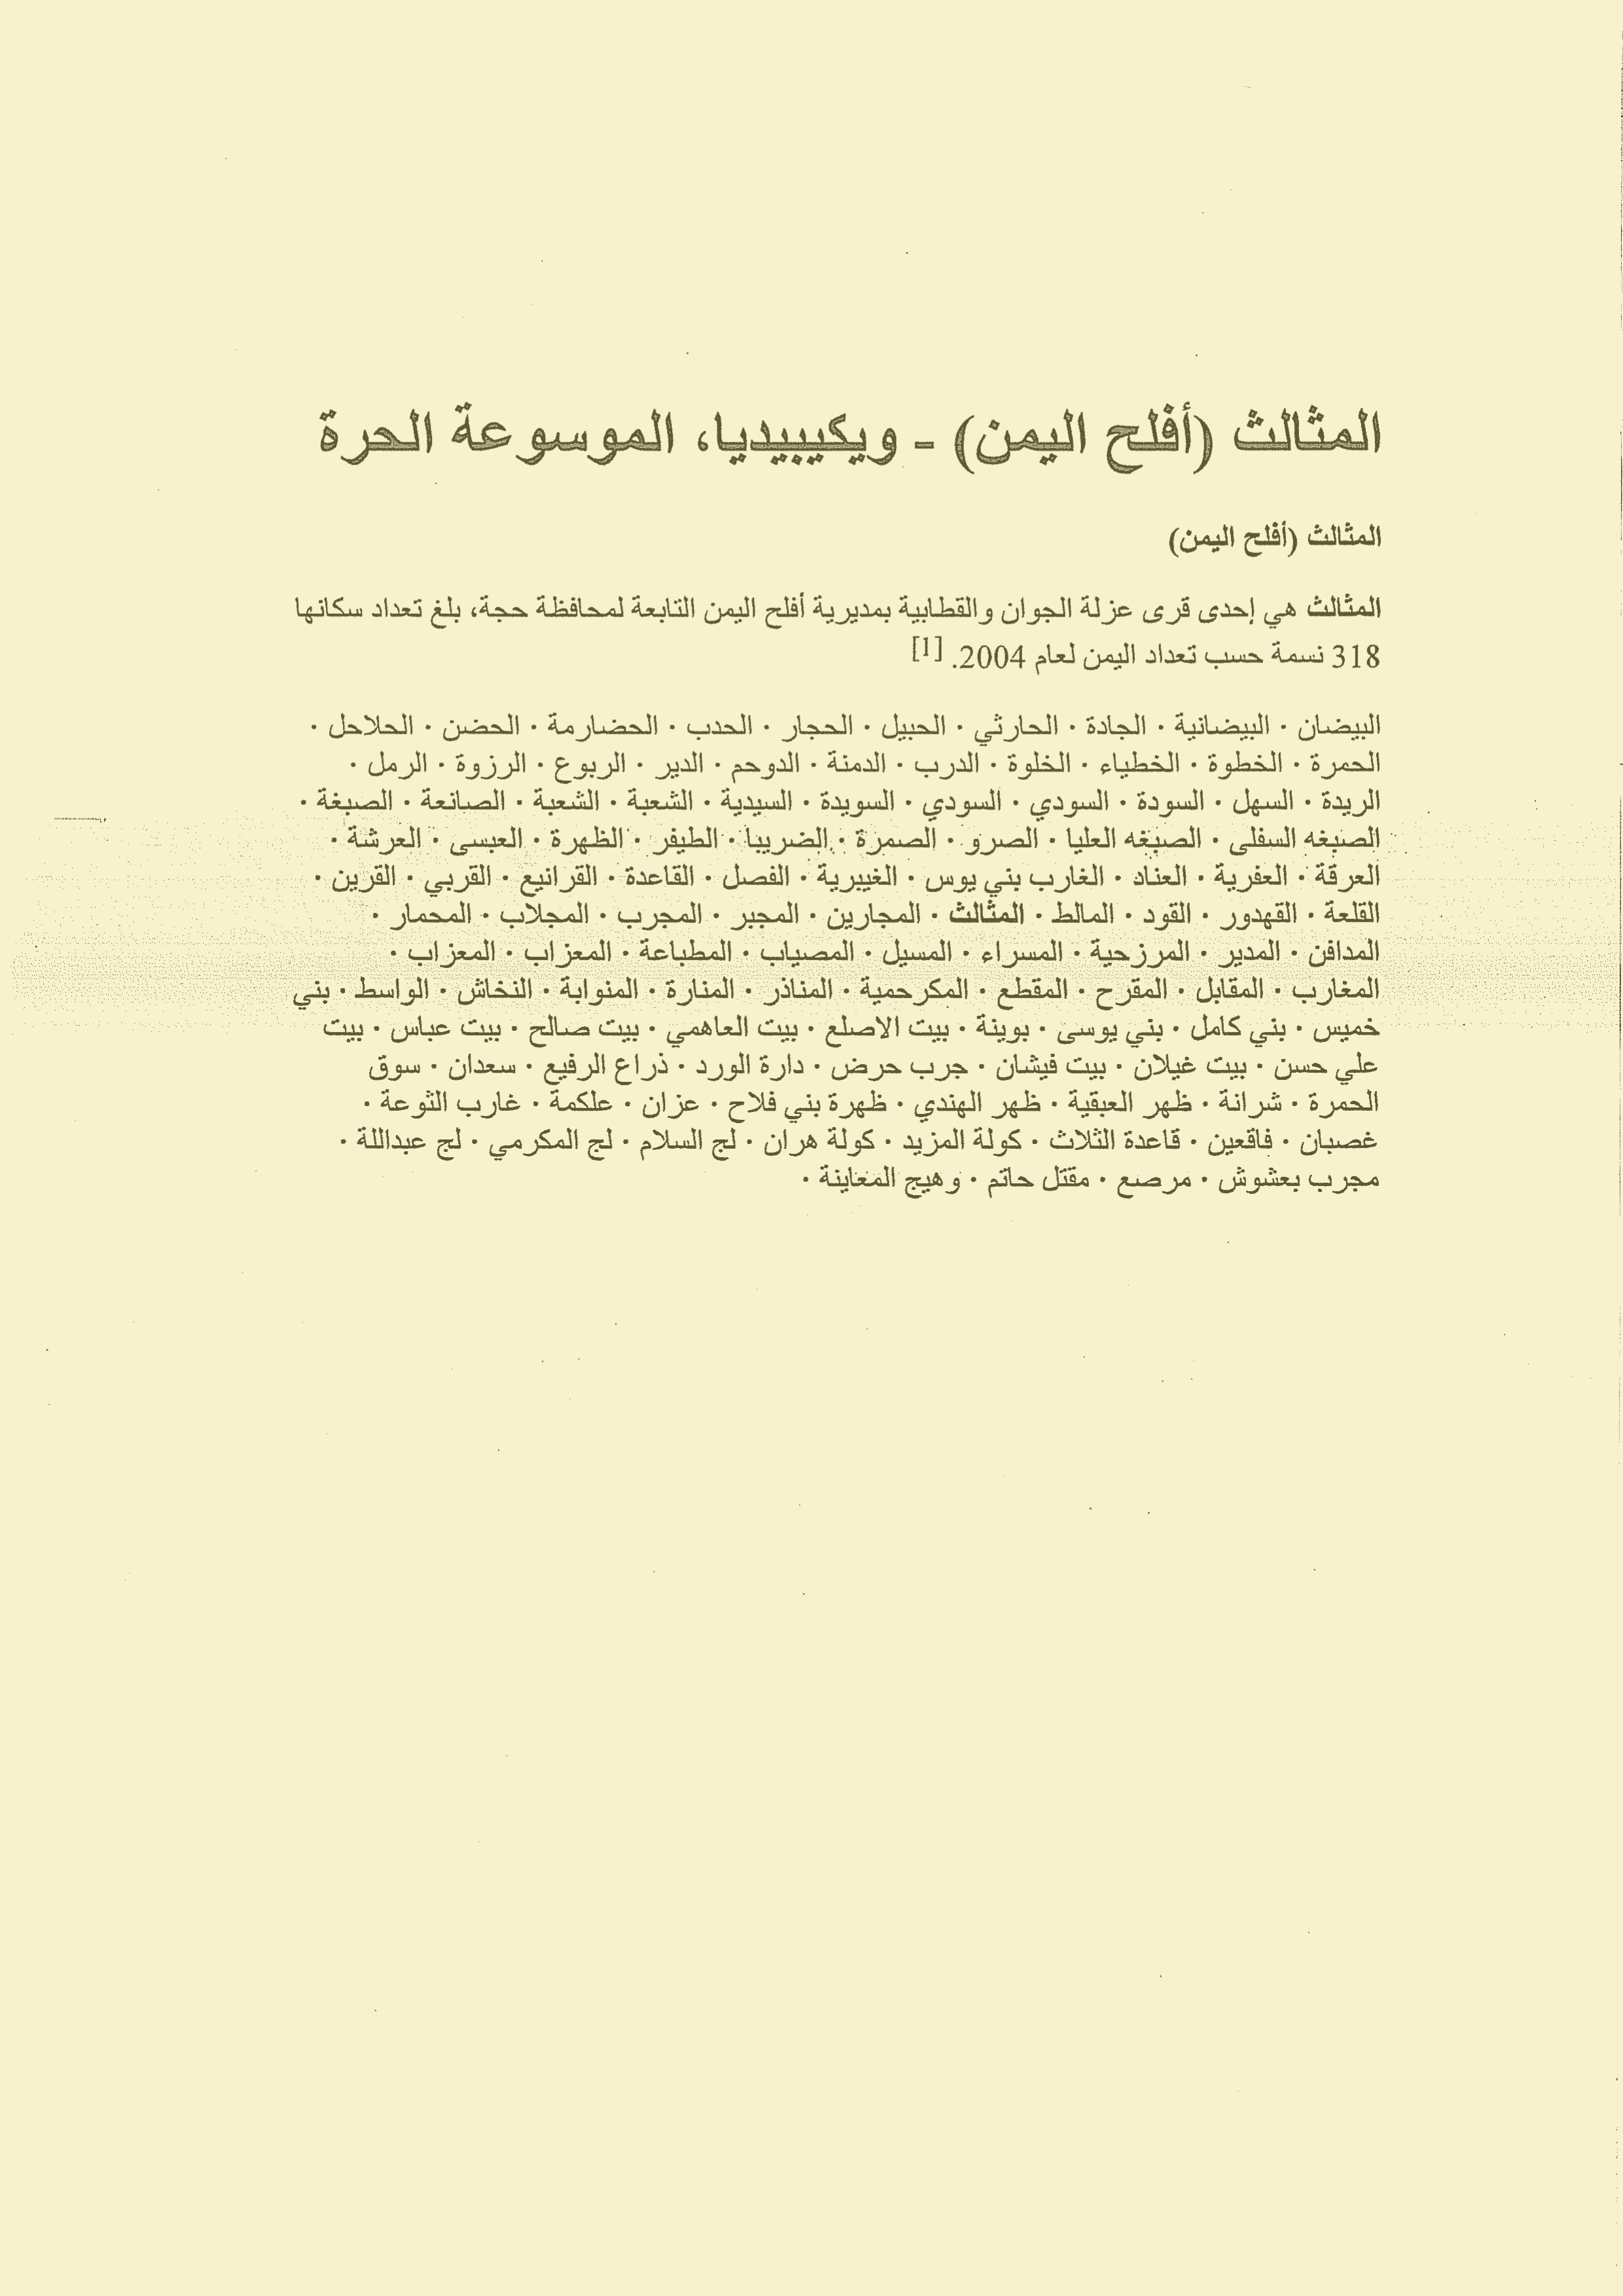 المثالث (أفلح اليمن) - ويكيبيديا، الموسوعة الحرة
المثالث (أفلح اليمن)
المثالث هي إحدى قرى عزلة الجوان والقطابية بمديرية أفلح اليمن التابعة لمحافظة حجة، بلغ تعداد سكانها
318 نسمة حسب تعداد اليمن لعام 2004. [1]
البيضان · البيضانية · الجادة · الحارثي · الحبيل · الحجار · الحدب · الحضارمة · الحضن · الحلاحل ·
الحمرة · الخطوة · الخطياء · الخلوة · الدرب · الدمنة · الدوحم · الدير · الربوع · الرزوة · الرمل ·
الريدة · السهل · السودة · السودي · السودي · السويدة · السيدية · الشعبة · الشعبة · الصانعة · الصبغة ·
الصبغه السفلى · الصبغه العليا · الصرو · الصمرة · الضريبا · الطيفر · الظهرة · العبسى · العرشة ·
العرقة · العفرية · العناد · الغارب بني يوس · الغييرية · الفصل · القاعدة · القرانيع · القربي · القرين ·
القلعة · القهدور · القود · المالط · المثالث · المجارين · المجبر · المجرب · المجلاب · المحمار ·
المدافن · المدير · المرزحية · المسراء · المسيل · المصياب · المطباعة · المعزاب · المعزاب ·
المغارب · المقابل · المقرح · المقطع · المكرحمية · المناذر · المنارة · المنوابة · النخاش · الواسط · بني
خميس · بني كامل · بني يوسى · بوينة · بيت الاصلع · بيت العاهمي · بيت صالح · بيت عباس · بيت
علي حسن · بيت غيلان · بيت فيشان · جرب حرض · دارة الورد · ذراع الرفيع · سعدان · سوق
الحمرة · شرانة · ظهر العبقية · ظهر الهندي · ظهرة بني فلاح · عزان · علكمة · غارب الثوعة ·
غصبان · فاقعين · قاعدة الثلاث · كولة المزيد · كولة هران · لج السلام · لج المكرمي · لج عبداللة ·
مجرب بعشوش · مرصع · مقتل حاتم · وهيج المعاينة ·